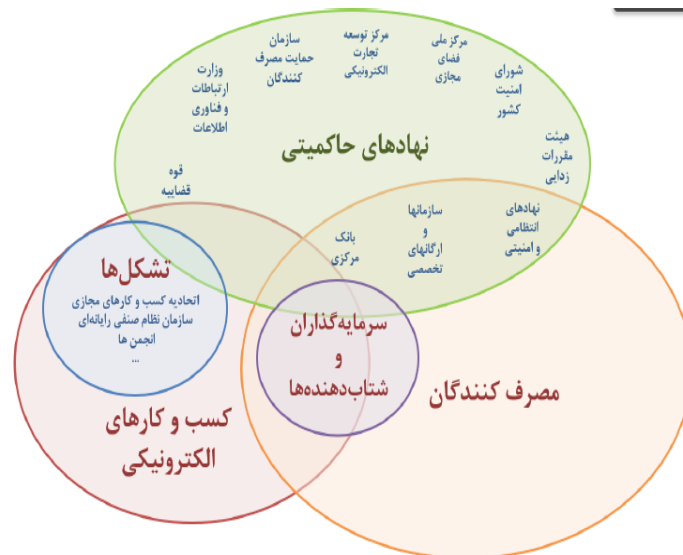 سازمان
حمایت مصرف
کنندگان
مرکز توسعه
تجارت
الکترونیکی
مرکز ملی
فضای
مجازی
شورای
امنیت
کشور
وزارت
ارتباطات
و فناوری
اطلاعات
هیئت
مقررات
زدایی
نهادهای حاکمیتی
قوه
قضاییه
نهادهای
انتظامی
و امنیتی
سازمانها
و
ارگانهای
تخصصی
بانک
مرکزی
تشکل‌ها
اتحادیه کسب و کارهای مجازی
سازمان نظام صنفی رایانه‌ای
انجمن ها
...
سرمایه‌گذاران
و
شتاب‌دهنده‌ها
مصرف کنندگان
کسب و کارهای
الکترونیکی